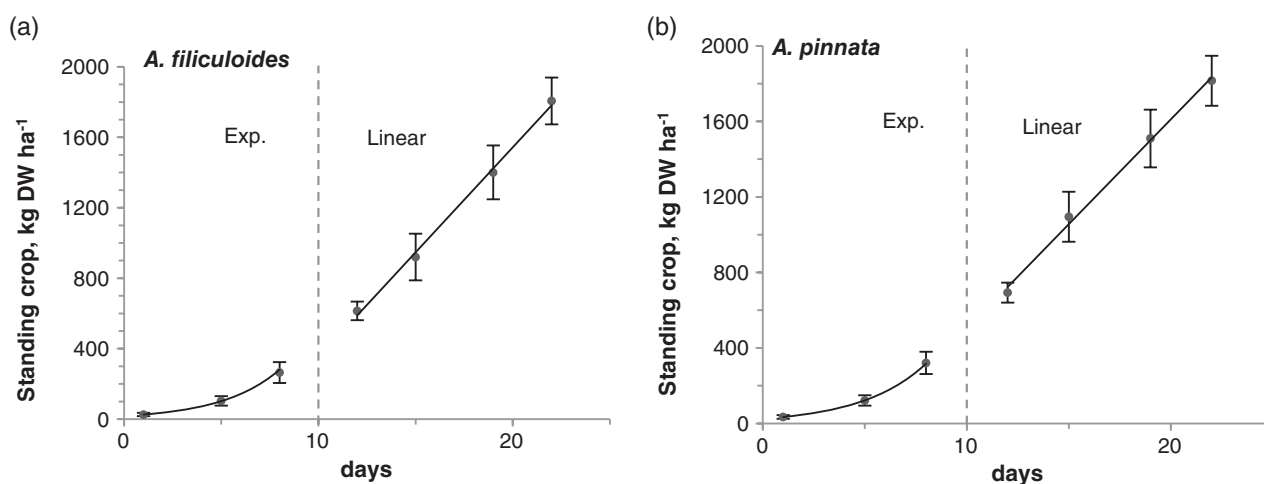 (a)
A. filiculoides
Standing crop, kg DW ha⁻¹
2000
1600
1200
800
400
0
Exp.
Linear
0 10 20
days
(b)
A. pinnata
Standing crop, kg DW ha⁻¹
2000
1600
1200
800
400
0
Exp.
Linear
0 10 20
days